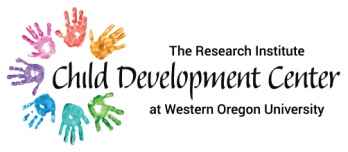 The Research Institute
Child Development Center
at Western Oregon University